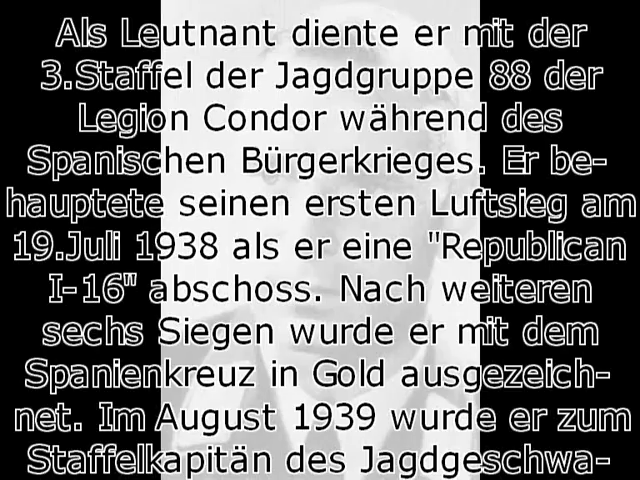 Als Leutnant diente er mit der
3.Staffel der Jagdgruppe 88 der
Legion Condor während des
Spanischen Bürgerkrieges. Er be-
hauptete seinen ersten Luftsieg am
19.Juli 1938 als er eine "Republican
I-16" abschoss. Nach weiteren
sechs Siegen wurde er mit dem
Spanienkreuz in Gold ausgezeich-
net. Im August 1939 wurde er zum
Staffelkapitän des Jagdgeschwa-